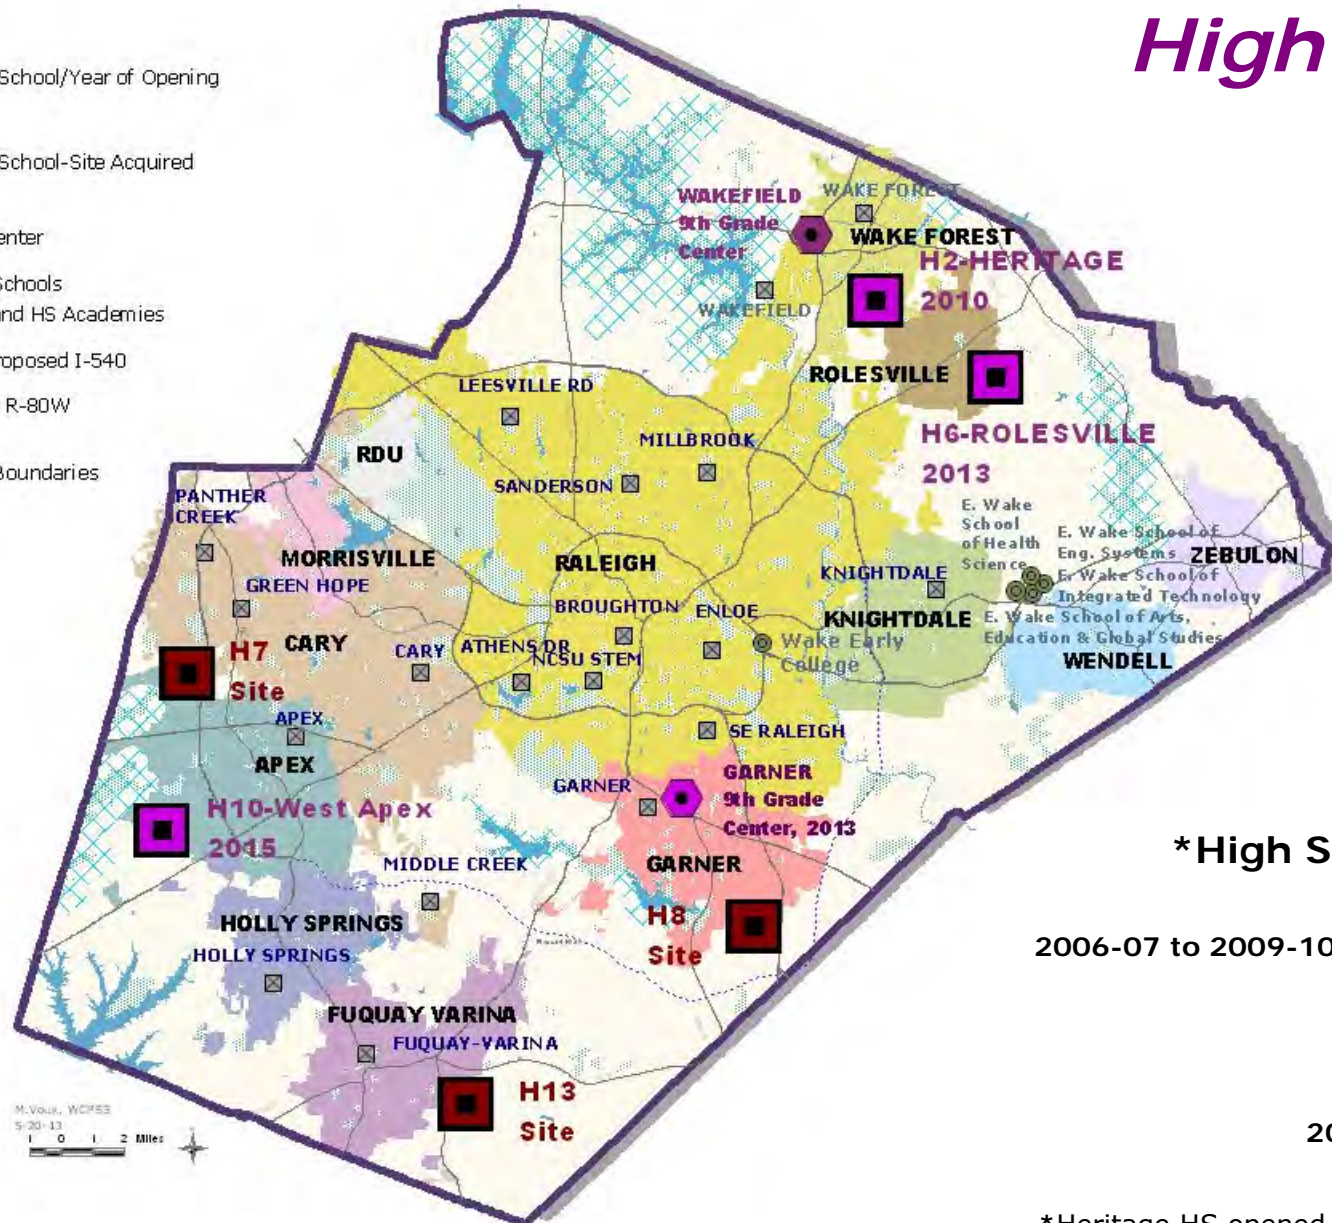 High
School/Year of Opening
School-Site Acquired
enter
Schools
and HS Academies
roposed I-540
R-80W
Boundaries
WAKEFIELD
9th Grade
Center
WAKE FOREST
WAKE FOREST
H2-HERITAGE
2010
WAKEFIELD
ROLESVILLE
LEESVILLE RD
MILLBROOK
H6-ROLESVILLE
2013
RDU
SANDERSON
PANTHER
CREEK
E. Wake
School
of Health
Science
E. Wake School of
Eng. Systems
ZEBULON
MORRISVILLE
RALEIGH
KNIGHTDALE
E. Wake School of
Integrated Technology
GREEN HOPE
BROUGHTON
ENLOE
KNIGHTDALE
E. Wake School of Arts,
Education & Global Studies
H7
Site
CARY
CARY
ATHENS DR
NCSU STEM
Wake Early
College
WENDELL
APEX
APEX
SE RALEIGH
GARNER
GARNER
9th Grade
Center, 2013
H10-West Apex
2015
MIDDLE CREEK
GARNER
*High S
HOLLY SPRINGS
H8
Site
2006-07 to 2009-10
HOLLY SPRINGS
FUQUAY VARINA
FUQUAY-VARINA
H13
Site
5-20-13
1 0 1 2 Miles
20
*Heritage HS opened